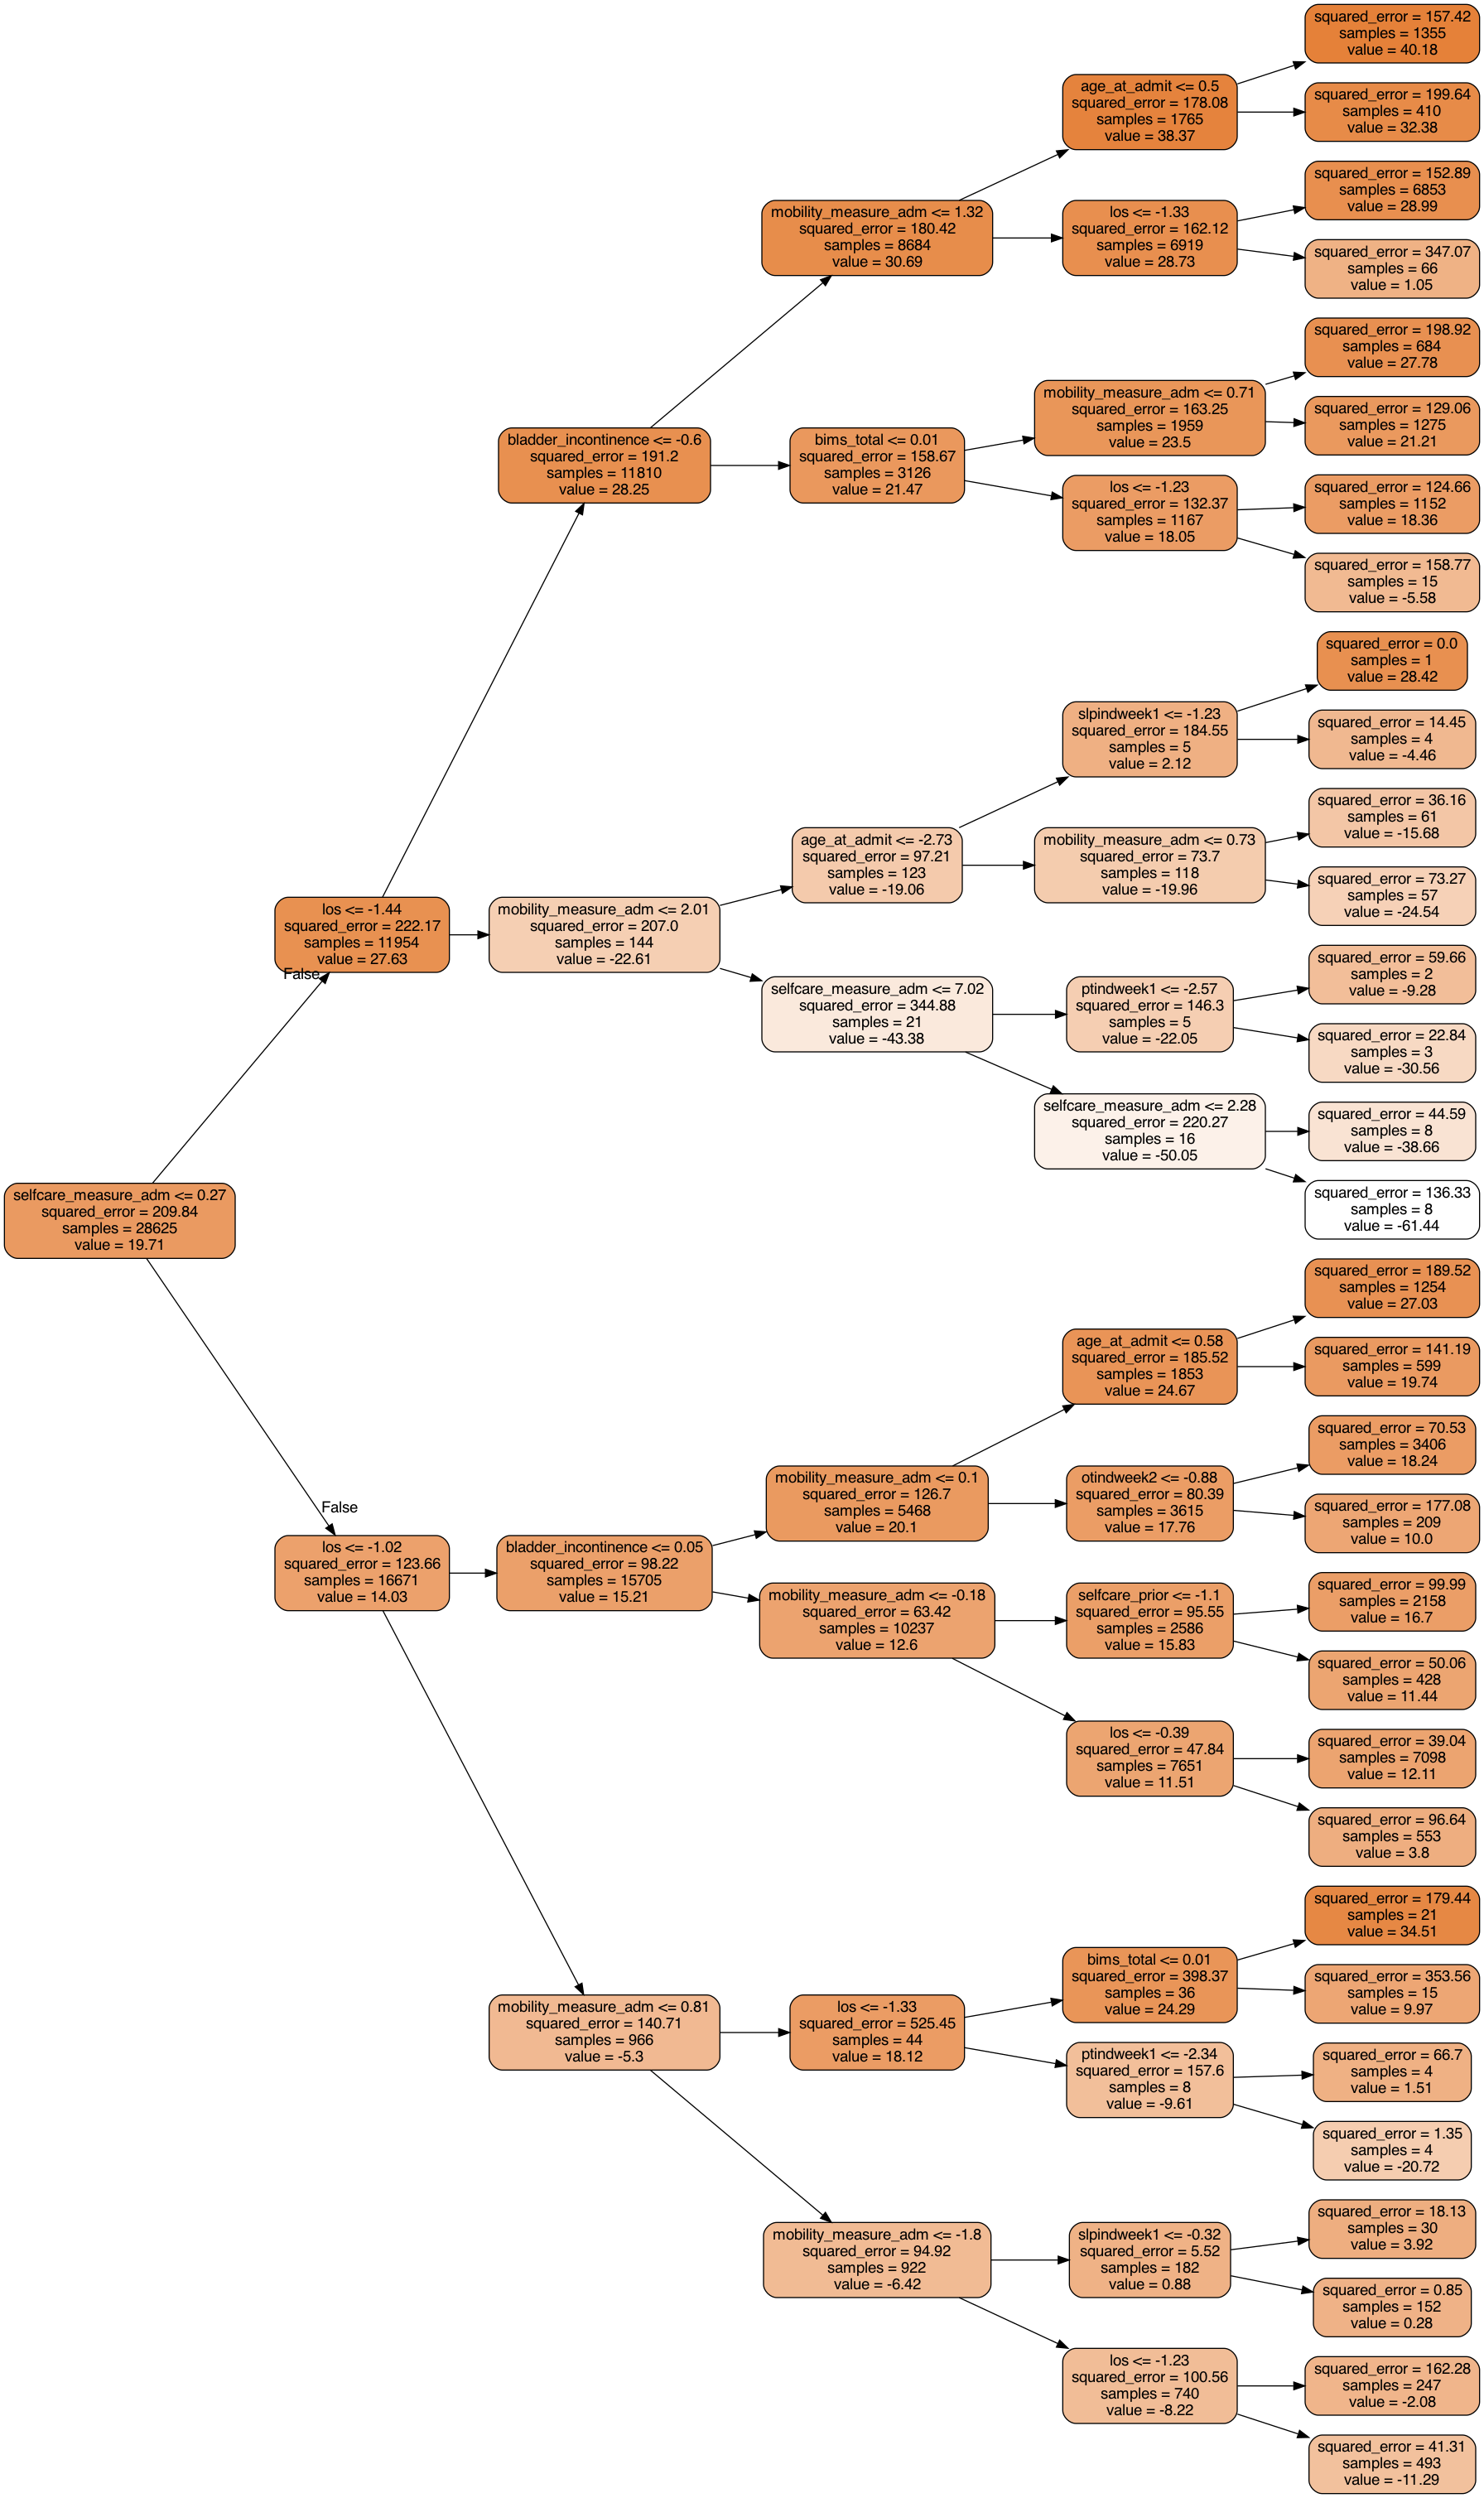 selfcare_measure_adm <= 0.27
squared_error = 209.84
samples = 28625
value = 19.71
False
los <= -1.44
squared_error = 222.17
samples = 11954
value = 27.63
bladder_incontinence <= -0.6
squared_error = 191.2
samples = 11810
value = 28.25
mobility_measure_adm <= 1.32
squared_error = 180.42
samples = 8684
value = 30.69
age_at_admit <= 0.5
squared_error = 178.08
samples = 1765
value = 38.37
squared_error = 157.42
samples = 1355
value = 40.18
squared_error = 199.64
samples = 410
value = 32.38
los <= -1.33
squared_error = 162.12
samples = 6919
value = 28.73
squared_error = 152.89
samples = 6853
value = 28.99
squared_error = 347.07
samples = 66
value = 1.05
bims_total <= 0.01
squared_error = 158.67
samples = 3126
value = 21.47
mobility_measure_adm <= 0.71
squared_error = 163.25
samples = 1959
value = 23.5
squared_error = 198.92
samples = 684
value = 27.78
squared_error = 129.06
samples = 1275
value = 21.21
los <= -1.23
squared_error = 132.37
samples = 1167
value = 18.05
squared_error = 124.66
samples = 1152
value = 18.36
squared_error = 158.77
samples = 15
value = -5.58
mobility_measure_adm <= 2.01
squared_error = 207.0
samples = 144
value = -22.61
age_at_admit <= -2.73
squared_error = 97.21
samples = 123
value = -19.06
slpindweek1 <= -1.23
squared_error = 184.55
samples = 5
value = 2.12
squared_error = 0.0
samples = 1
value = 28.42
squared_error = 14.45
samples = 4
value = -4.46
mobility_measure_adm <= 0.73
squared_error = 73.7
samples = 118
value = -19.96
squared_error = 36.16
samples = 61
value = -15.68
squared_error = 73.27
samples = 57
value = -24.54
selfcare_measure_adm <= 7.02
squared_error = 344.88
samples = 21
value = -43.38
ptindweek1 <= -2.57
squared_error = 146.3
samples = 5
value = -22.05
squared_error = 59.66
samples = 2
value = -9.28
squared_error = 22.84
samples = 3
value = -30.56
selfcare_measure_adm <= 2.28
squared_error = 220.27
samples = 16
value = -50.05
squared_error = 44.59
samples = 8
value = -38.66
squared_error = 136.33
samples = 8
value = -61.44
False
los <= -1.02
squared_error = 123.66
samples = 16671
value = 14.03
bladder_incontinence <= 0.05
squared_error = 98.22
samples = 15705
value = 15.21
mobility_measure_adm <= 0.1
squared_error = 126.7
samples = 5468
value = 20.1
age_at_admit <= 0.58
squared_error = 185.52
samples = 1853
value = 24.67
squared_error = 189.52
samples = 1254
value = 27.03
squared_error = 141.19
samples = 599
value = 19.74
otindweek2 <= -0.88
squared_error = 80.39
samples = 3615
value = 17.76
squared_error = 70.53
samples = 3406
value = 18.24
squared_error = 177.08
samples = 209
value = 10.0
mobility_measure_adm <= -0.18
squared_error = 63.42
samples = 10237
value = 12.6
selfcare_prior <= -1.1
squared_error = 95.55
samples = 2586
value = 15.83
squared_error = 99.99
samples = 2158
value = 16.7
squared_error = 50.06
samples = 428
value = 11.44
los <= -0.39
squared_error = 47.84
samples = 7651
value = 11.51
squared_error = 39.04
samples = 7098
value = 12.11
squared_error = 96.64
samples = 553
value = 3.8
mobility_measure_adm <= 0.81
squared_error = 140.71
samples = 966
value = -5.3
los <= -1.33
squared_error = 525.45
samples = 44
value = 18.12
bims_total <= 0.01
squared_error = 398.37
samples = 36
value = 24.29
squared_error = 179.44
samples = 21
value = 34.51
squared_error = 353.56
samples = 15
value = 9.97
ptindweek1 <= -2.34
squared_error = 157.6
samples = 8
value = -9.61
squared_error = 66.7
samples = 4
value = 1.51
squared_error = 1.35
samples = 4
value = -20.72
mobility_measure_adm <= -1.8
squared_error = 94.92
samples = 922
value = -6.42
slpindweek1 <= -0.32
squared_error = 5.52
samples = 182
value = 0.88
squared_error = 18.13
samples = 30
value = 3.92
squared_error = 0.85
samples = 152
value = 0.28
los <= -1.23
squared_error = 100.56
samples = 740
value = -8.22
squared_error = 162.28
samples = 247
value = -2.08
squared_error = 41.31
samples = 493
value = -11.29